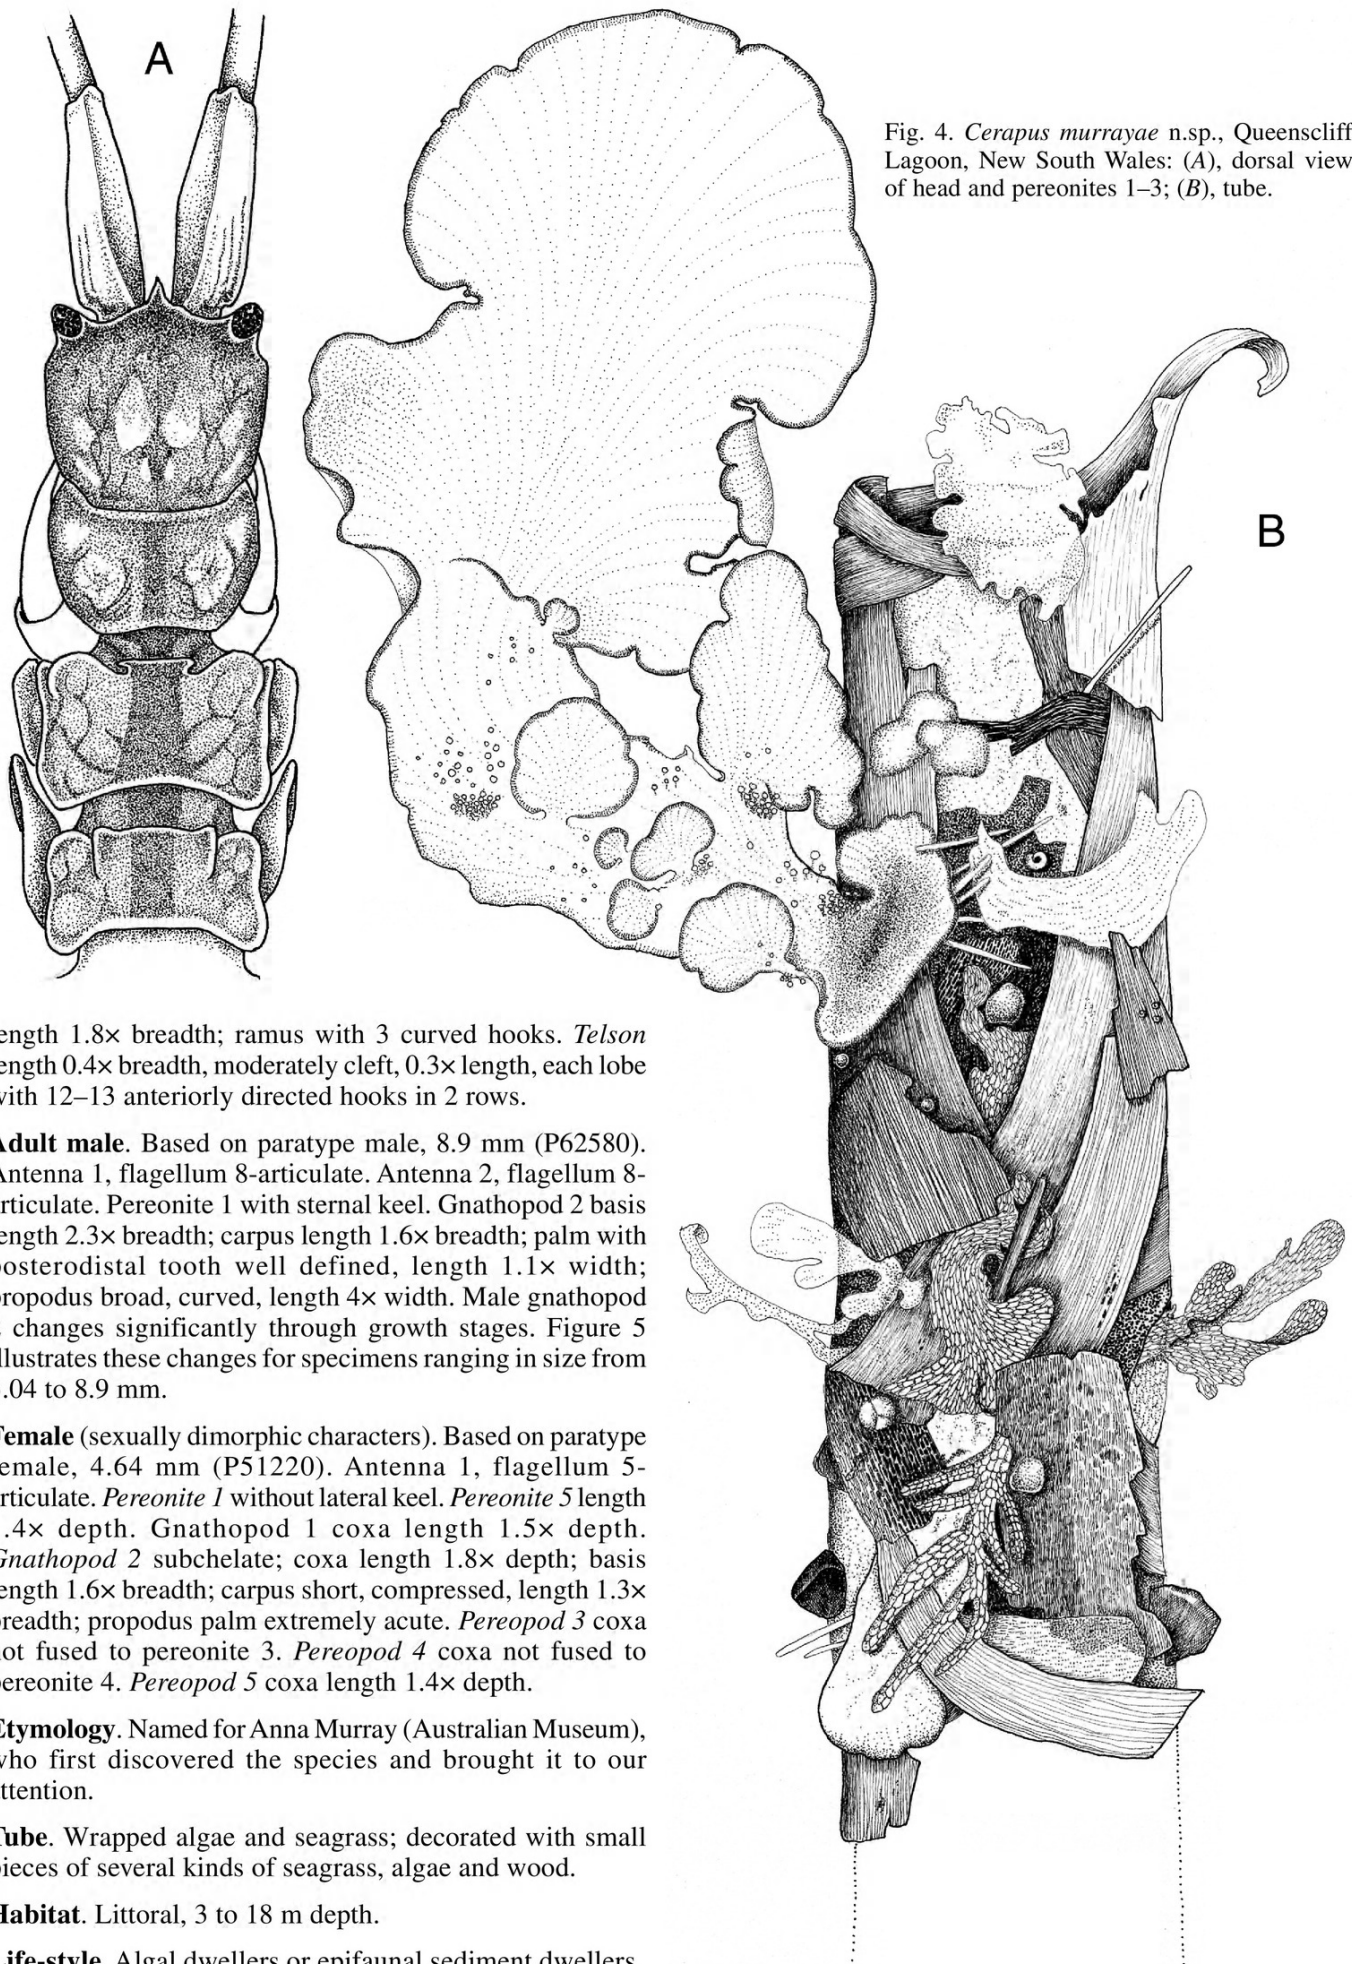 A
Fig. 4. Cerapus murrayae n.sp., Queenscliff
Lagoon, New South Wales: (A), dorsal view
of head and pereonites 1–3; (B), tube.
B
ength 1.8× breadth; ramus with 3 curved hooks. Telson
ength 0.4× breadth, moderately cleft, 0.3× length, each lobe
with 12–13 anteriorly directed hooks in 2 rows.
Adult male. Based on paratype male, 8.9 mm (P62580).
Antenna 1, flagellum 8-articulate. Antenna 2, flagellum 8-
rticulate. Pereonite 1 with sternal keel. Gnathopod 2 basis
ength 2.3× breadth; carpus length 1.6× breadth; palm with
posterodistal tooth well defined, length 1.1× width;
propodus broad, curved, length 4× width. Male gnathopod
changes significantly through growth stages. Figure 5
llustrates these changes for specimens ranging in size from
.04 to 8.9 mm.
Female (sexually dimorphic characters). Based on paratype
emale, 4.64 mm (P51220). Antenna 1, flagellum 5-
rticulate. Pereonite 1 without lateral keel. Pereonite 5 length
.4× depth. Gnathopod 1 coxa length 1.5× depth.
Gnathopod 2 subchelate; coxa length 1.8× depth; basis
ength 1.6× breadth; carpus short, compressed, length 1.3×
breadth; propodus palm extremely acute. Pereopod 3 coxa
not fused to pereonite 3. Pereopod 4 coxa not fused to
pereonite 4. Pereopod 5 coxa length 1.4× depth.
Etymology. Named for Anna Murray (Australian Museum),
who first discovered the species and brought it to our
ttention.
Tube. Wrapped algae and seagrass; decorated with small
pieces of several kinds of seagrass, algae and wood.
Habitat. Littoral, 3 to 18 m depth.
Life-style. Algal dwellers or epifaunal sediment dwellers